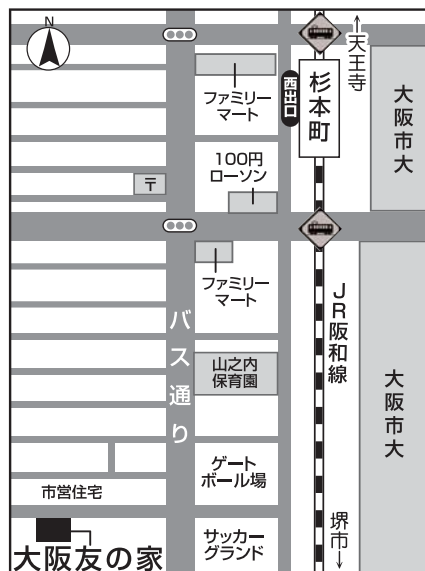 N
天王寺
杉本町
西出口
ファミリー
マート
大阪市大
100円
ローソン
〒
ファミリー
マート
JR阪和線
バス通り
山之内
保育園
大阪市大
ゲート
ボール場
市営住宅
堺市
サッカー
グランド
大阪友の家